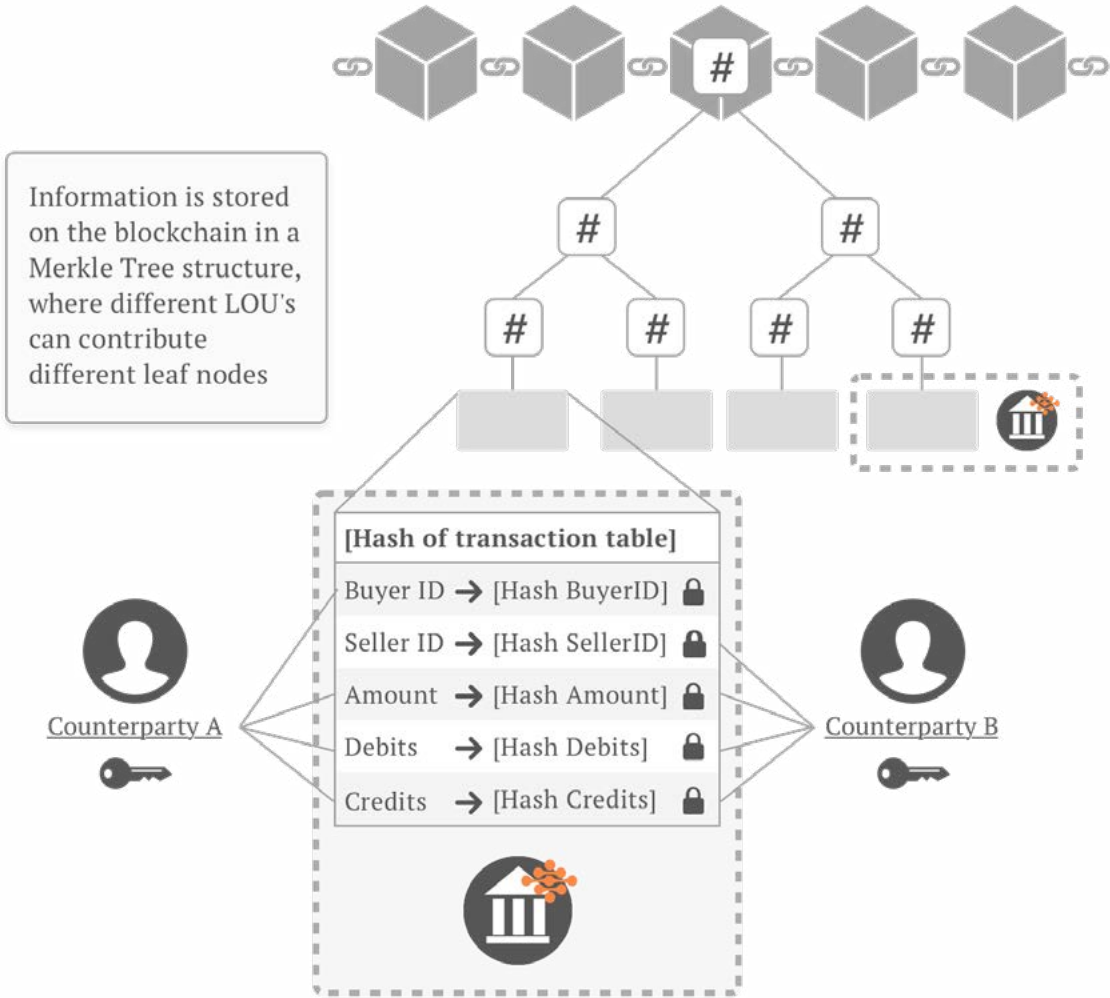 #
# #
# # # #
Information is stored
on the blockchain in a
Merkle Tree structure,
where different LOU's
can contribute
different leaf nodes
[Hash of transaction table]
Buyer ID → [Hash BuyerID]
Seller ID → [Hash SellerID]
Amount → [Hash Amount]
Debits → [Hash Debits]
Credits → [Hash Credits]
Counterparty A
Counterparty B